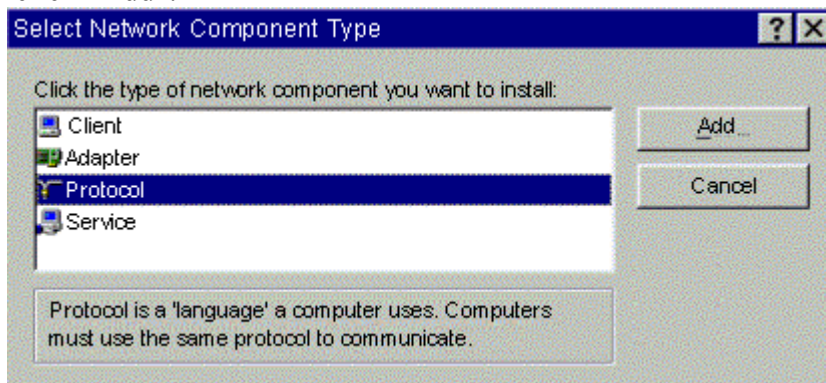 Select Network Component Type
Click the type of network component you want to install:
Client
Adapter
Protocol
Service
Add...
Cancel
Protocol is a 'language' a computer uses. Computers
must use the same protocol to communicate.